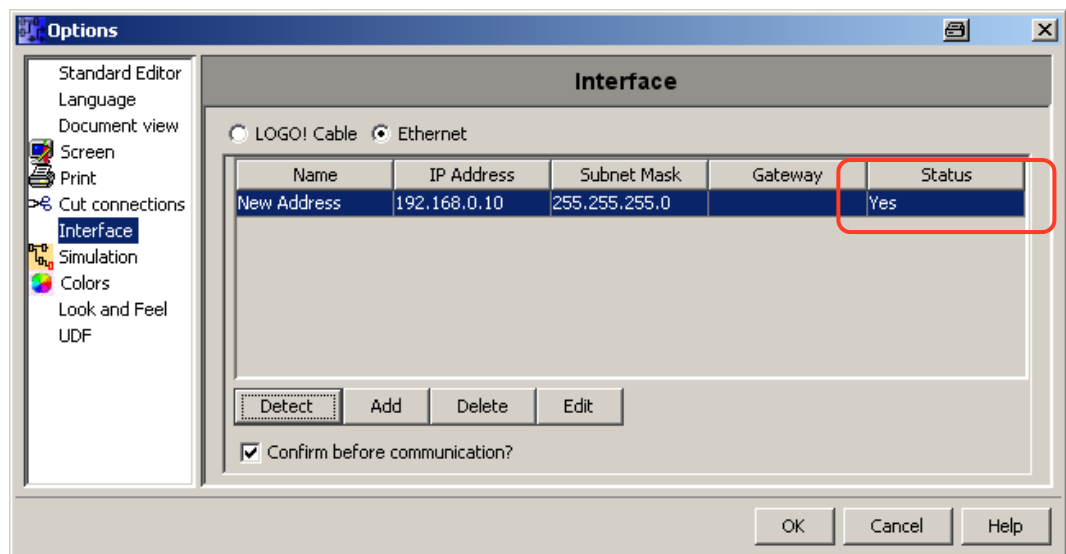 Options
Standard Editor
Language
Document view
Screen
Print
Cut connections
Interface
Simulation
Colors
Look and Feel
UDF
Interface
LOGO! Cable Ethernet
Name IP Address Subnet Mask Gateway Status
New Address 192.168.0.10 255.255.255.0 Yes
Detect Add Delete Edit
Confirm before communication?
OK Cancel Help